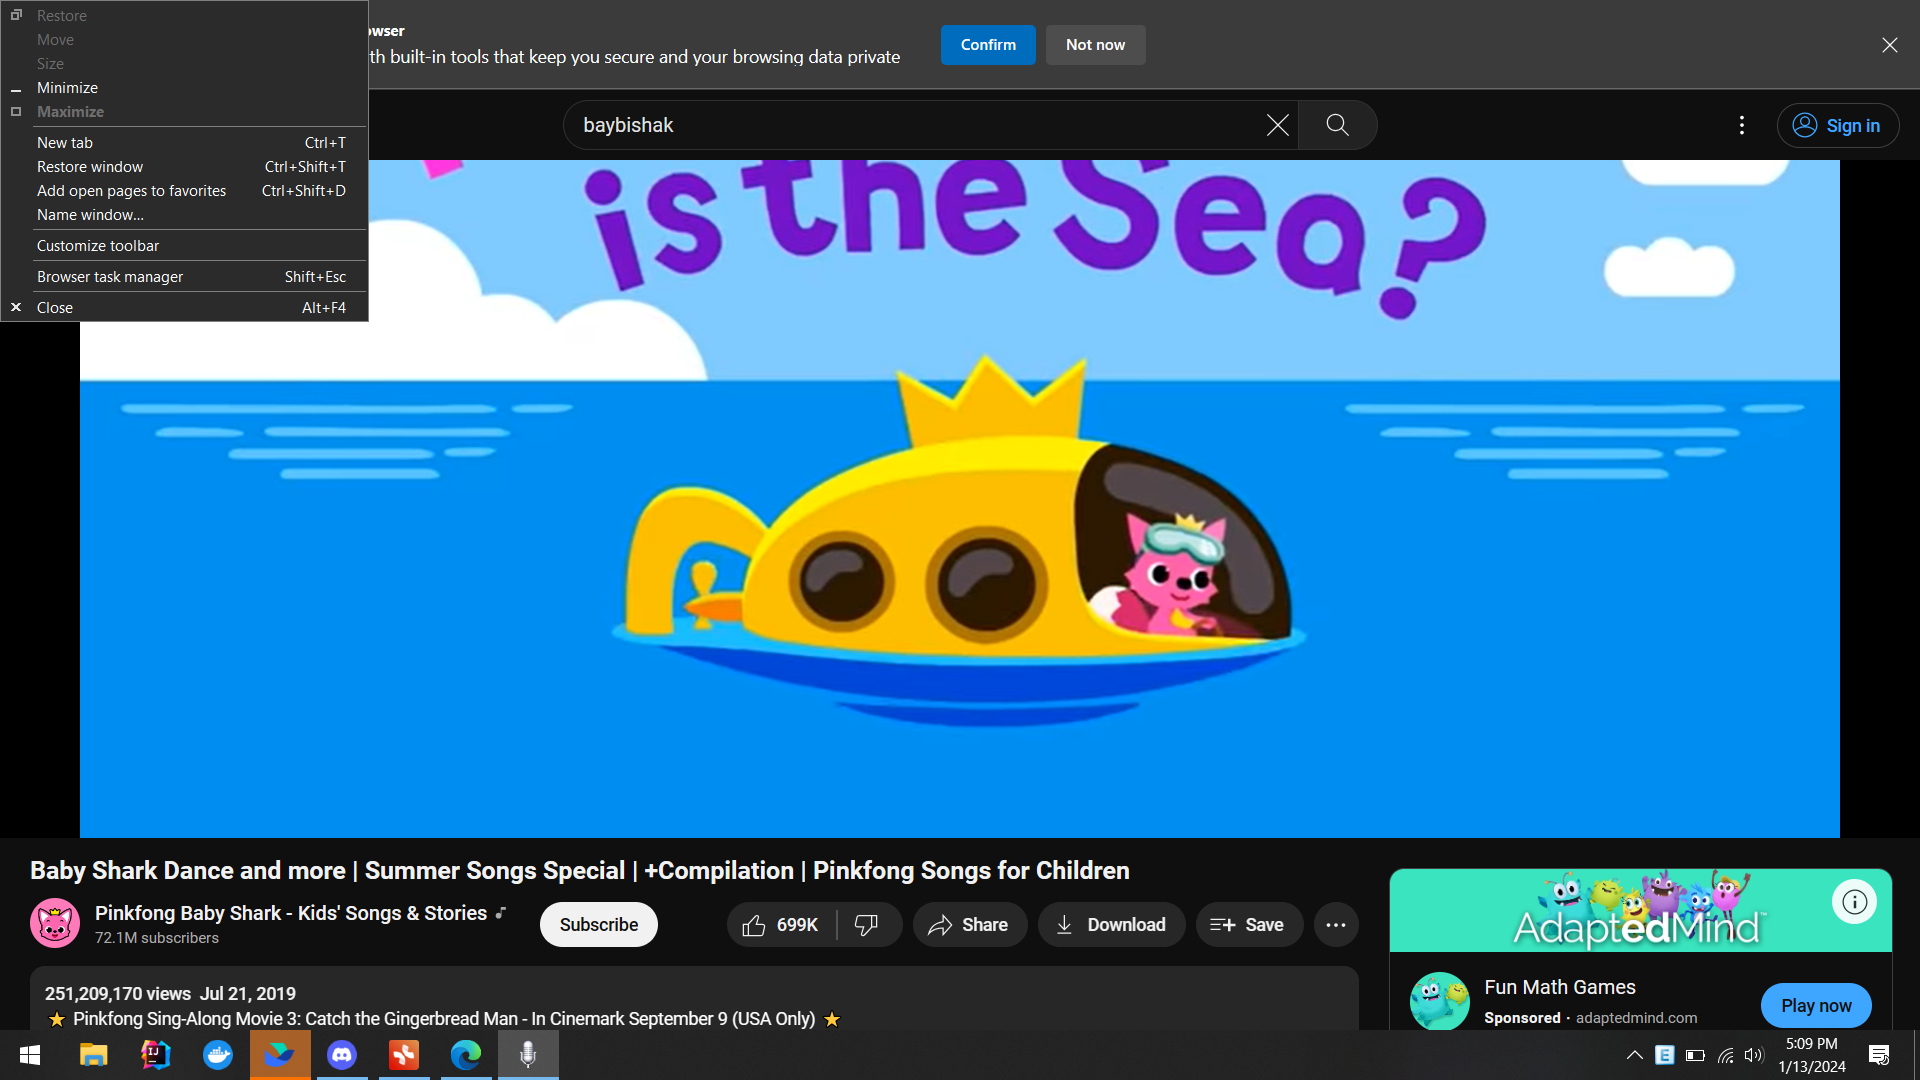 Restore
Move
Size
Minimize
Maximize
New tab Ctrl+T
Restore window Ctrl+Shift+T
Add open pages to favorites Ctrl+Shift+D
Name window...
Customize toolbar
Browser task manager Shift+Esc
Close Alt+F4
built-in tools that keep you secure and your browsing data private
Confirm
Not now
baybishak
Sign in
is the Sea?
Baby Shark Dance and more | Summer Songs Special | +Compilation | Pinkfong Songs for Children
Pinkfong Baby Shark - Kids' Songs & Stories
72.1M subscribers
Subscribe
699K
Share
Download
Save
251,209,170 views Jul 21, 2019
Pinkfong Sing-Along Movie 3: Catch the Gingerbread Man - In Cinemark September 9 (USA Only)
AdaptedMind™
Fun Math Games
Sponsored · adaptedmind.com
Play now
IJ
E
5:09 PM
1/13/2024